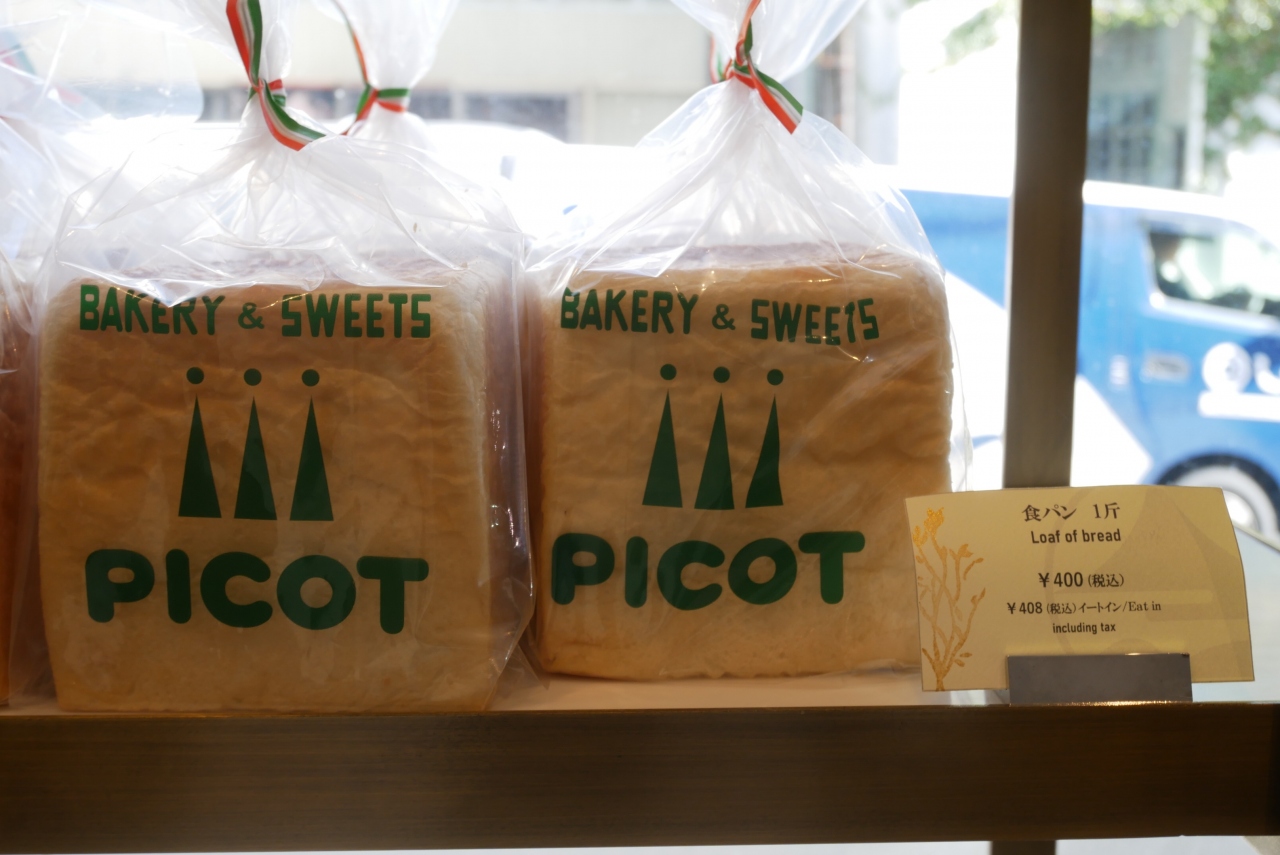 BAKERY & SWEETS
PICOT
BAKERY & SWEETS
PICOT
食パン 1斤
Loaf of bread
¥400(税込)
¥408(税込)イートイン/Eat in
including tax